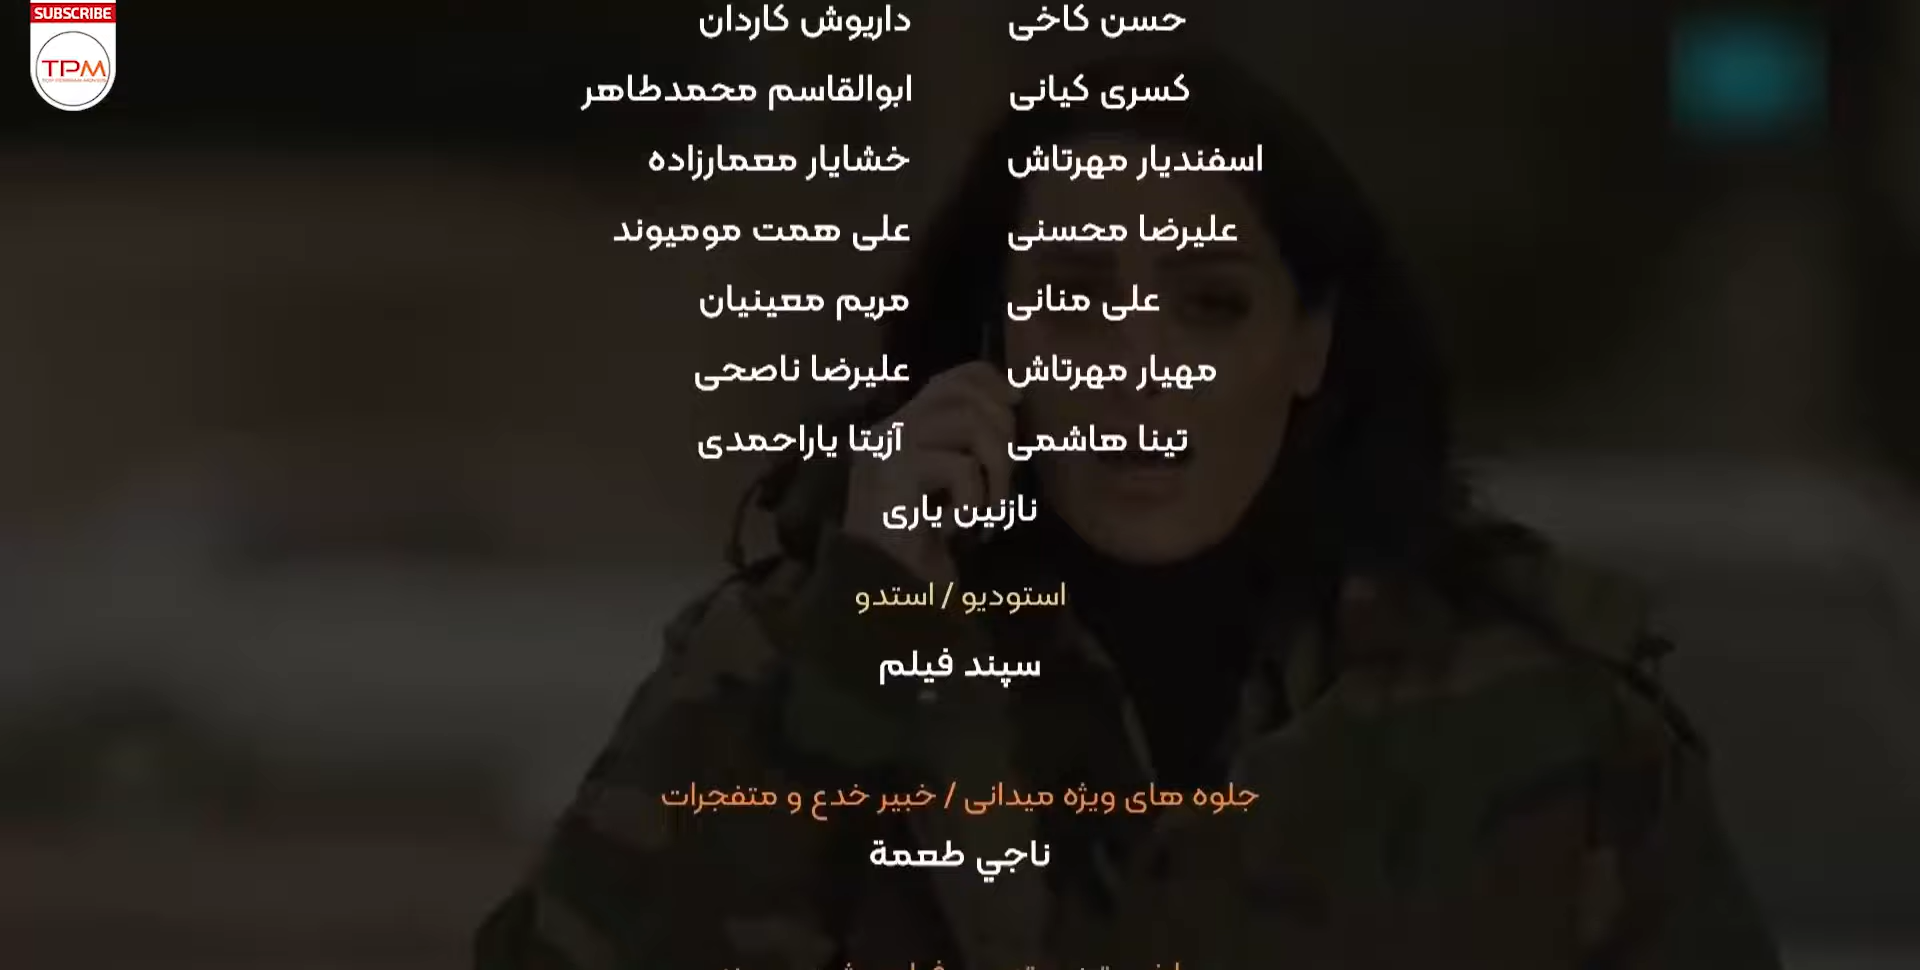 SUBSCRIBE
TPM
حسن کاخی داریوش کاردان
کسری کیانی ابوالقاسم محمدطاهر
اسفندیار مهرتاش خشایار معمارزاده
علیرضا محسنی علی همت مومیوند
علی منانی مریم معینیان
مهیار مهرتاش علیرضا ناصحی
تینا هاشمی آزیتا یاراحمدی
نازنین یاری
استودیو / استدو
سپند فیلم
جلوه های ویژه میدانی / خبیر خدع و متفجرات
ناجي طعمة